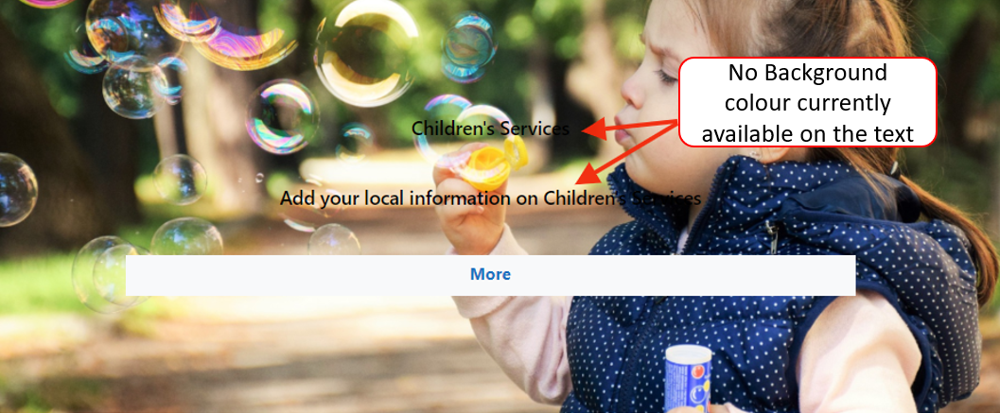 No Background
colour currently
available on the text
Children's Services
Add your local information on Children's Services
More